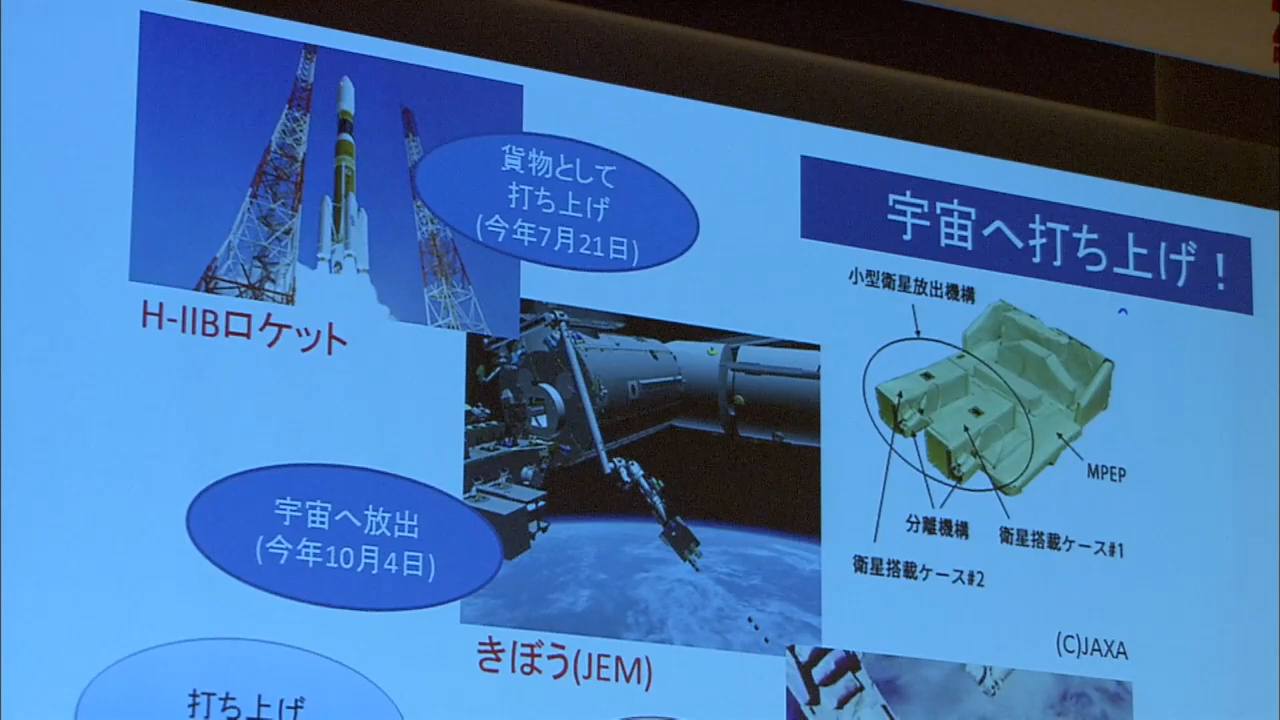 貨物として
打ち上げ
(今年7月21日)
宇宙へ打ち上げ！
小型衛星放出機構
H-IIBロケット
MPEP
分離機構
衛星搭載ケース#1
衛星搭載ケース#2
宇宙へ放出
(今年10月4日)
きぼう(JEM)
(C)JAXA
打ち上げ